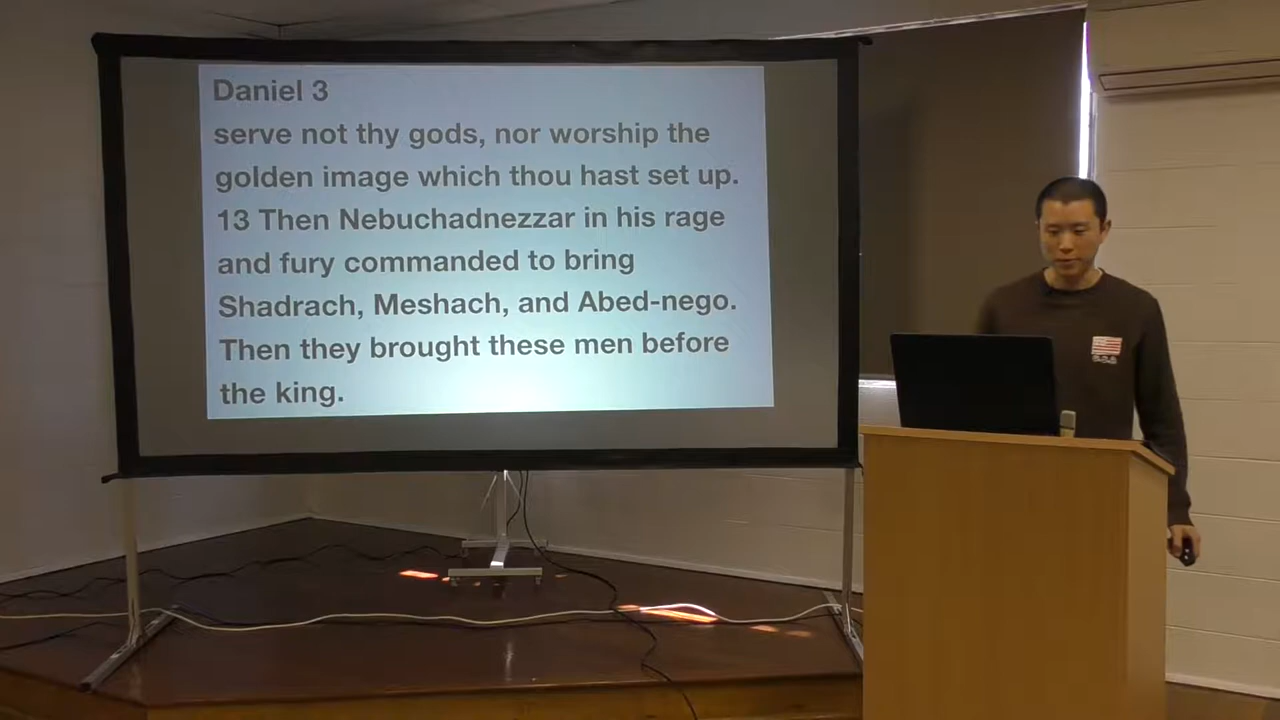 Daniel 3
serve not thy gods, nor worship the
golden image which thou hast set up.
13 Then Nebuchadnezzar in his rage
and fury commanded to bring
Shadrach, Meshach, and Abed-nego.
Then they brought these men before
the king.